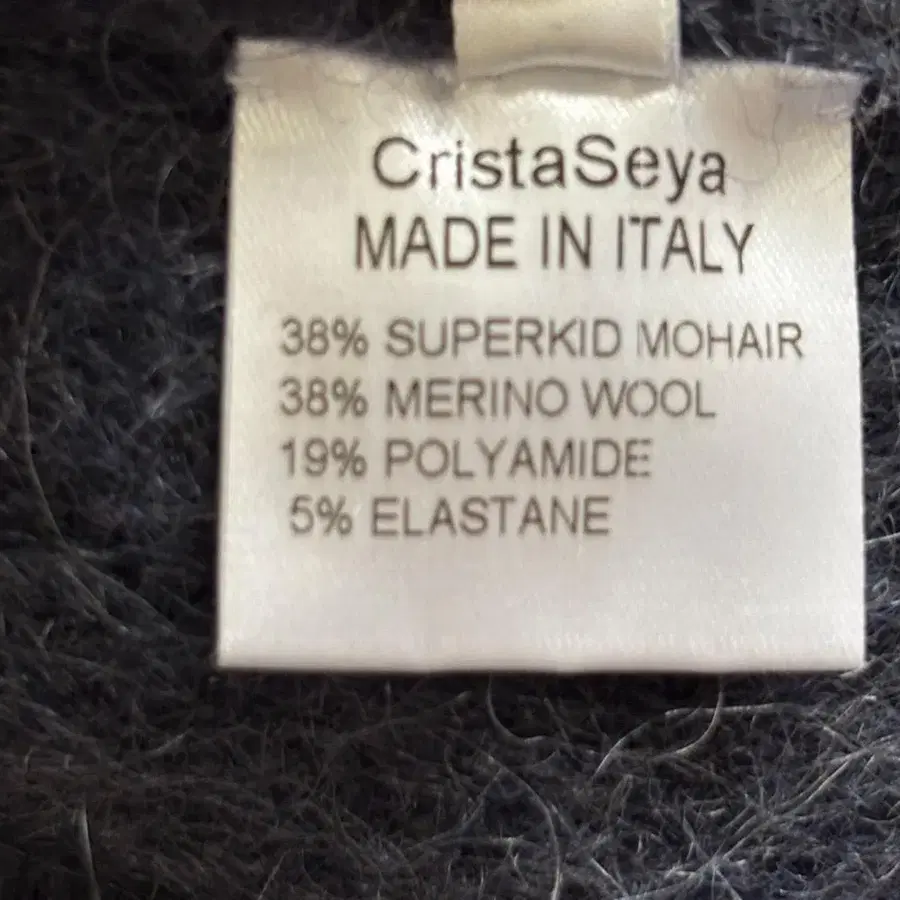 CristaSeya
MADE IN ITALY
38% SUPERKID MOHAIR
38% MERINO WOOL
19% POLYAMIDE
5% ELASTANE